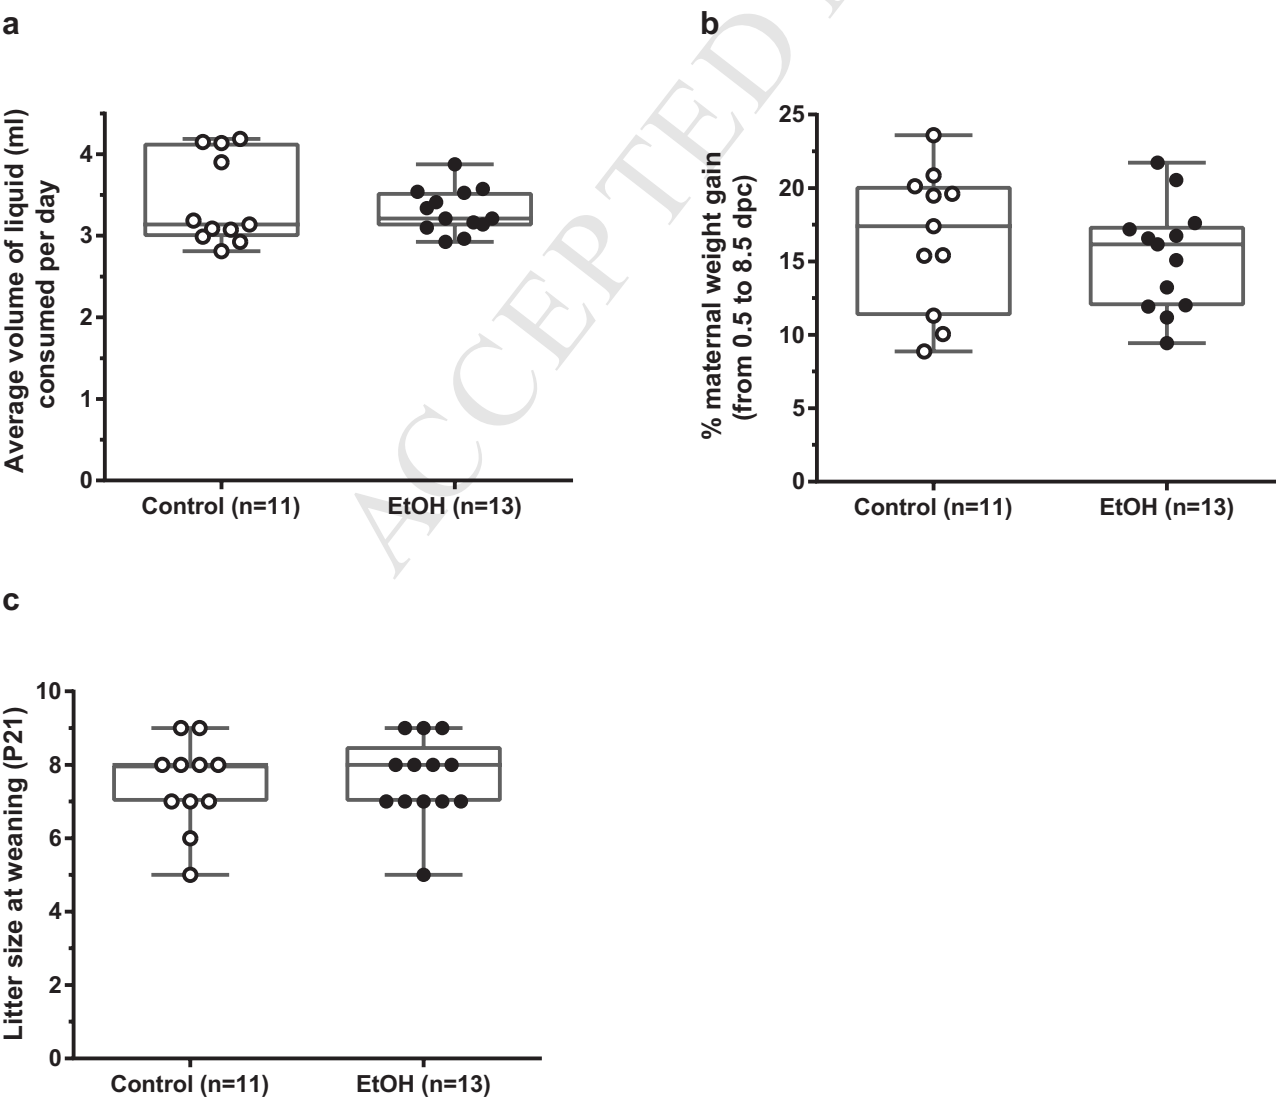 a
Average volume of liquid (ml)
consumed per day
4
3
2
1
0
Control (n=11)
EtOH (n=13)
b
% maternal weight gain
(from 0.5 to 8.5 dpc)
25
20
15
10
5
0
Control (n=11)
EtOH (n=13)
ACCEPTED
c
Litter size at weaning (P21)
10
8
6
4
2
0
Control (n=11)
EtOH (n=13)